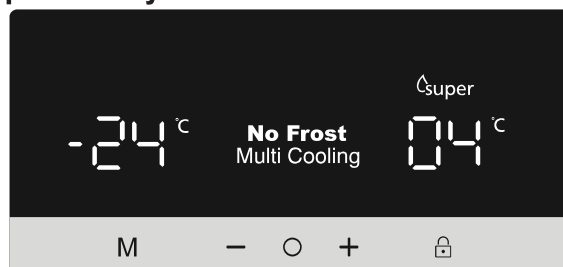 super
-24 °C
No Frost
Multi Cooling
04 °C
M
- +